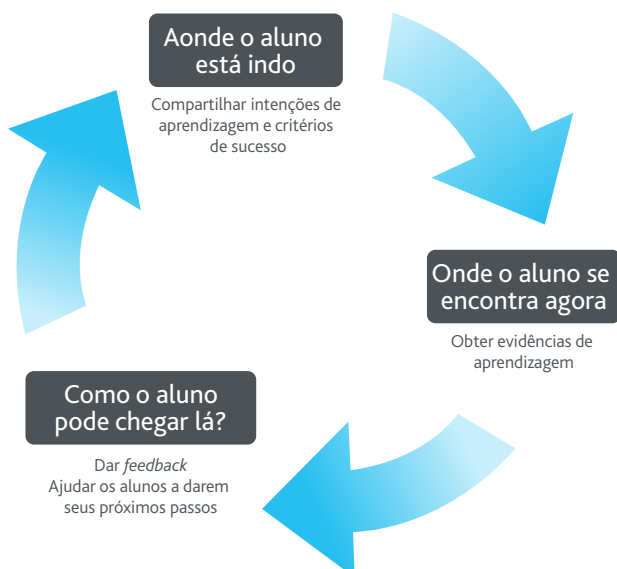 Aonde o aluno
está indo
Compartilhar intenções de
aprendizagem e critérios
de sucesso
Onde o aluno se
encontra agora
Obter evidências de
aprendizagem
Como o aluno
pode chegar lá?
Dar feedback
Ajudar os alunos a darem
seus próximos passos